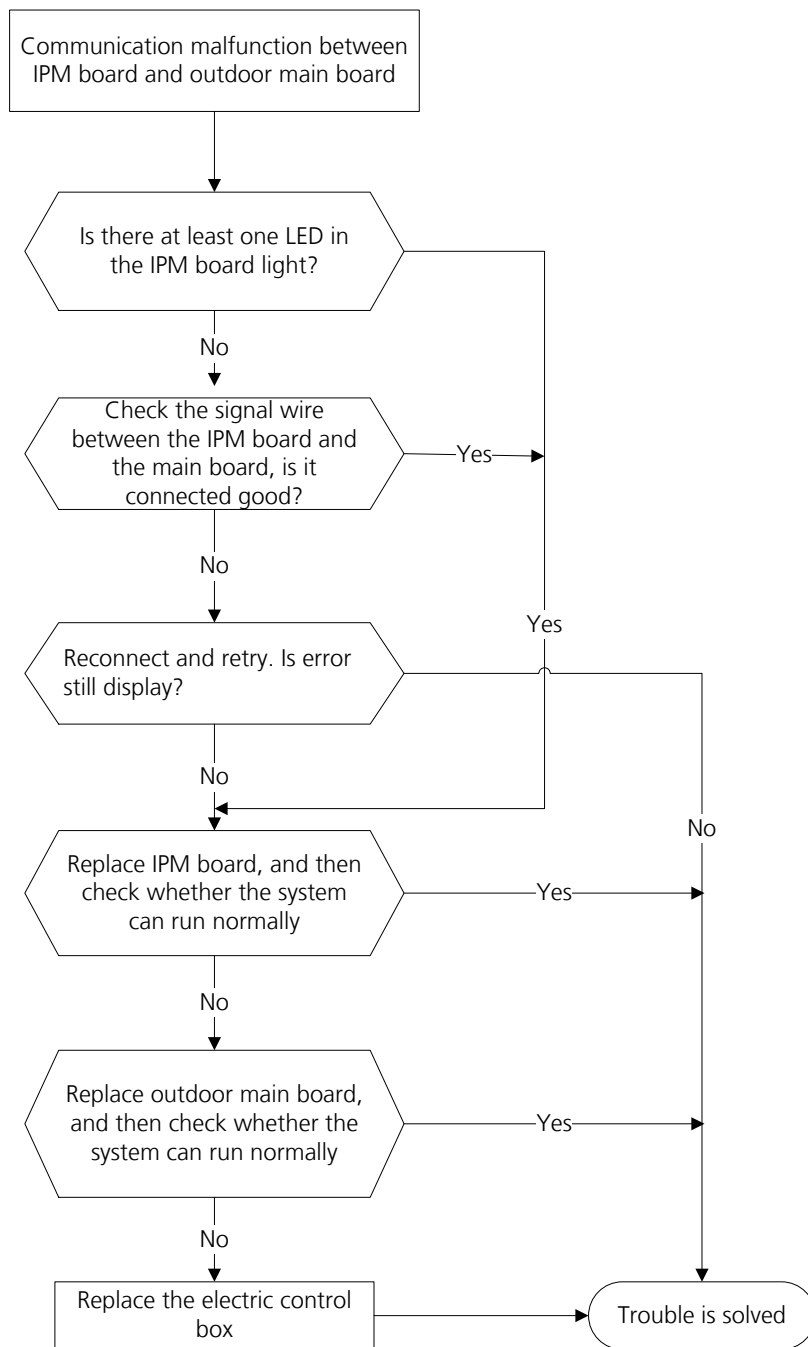 Communication malfunction between
IPM board and outdoor main board
Is there at least one LED in
the IPM board light?
No
Check the signal wire
between the IPM board and
the main board, is it
connected good?
Yes
No
Yes
Reconnect and retry. Is error
still display?
No
No
Replace IPM board, and then
check whether the system
can run normally
Yes
No
Replace outdoor main board,
and then check whether the
system can run normally
Yes
No
Replace the electric control
box
Trouble is solved